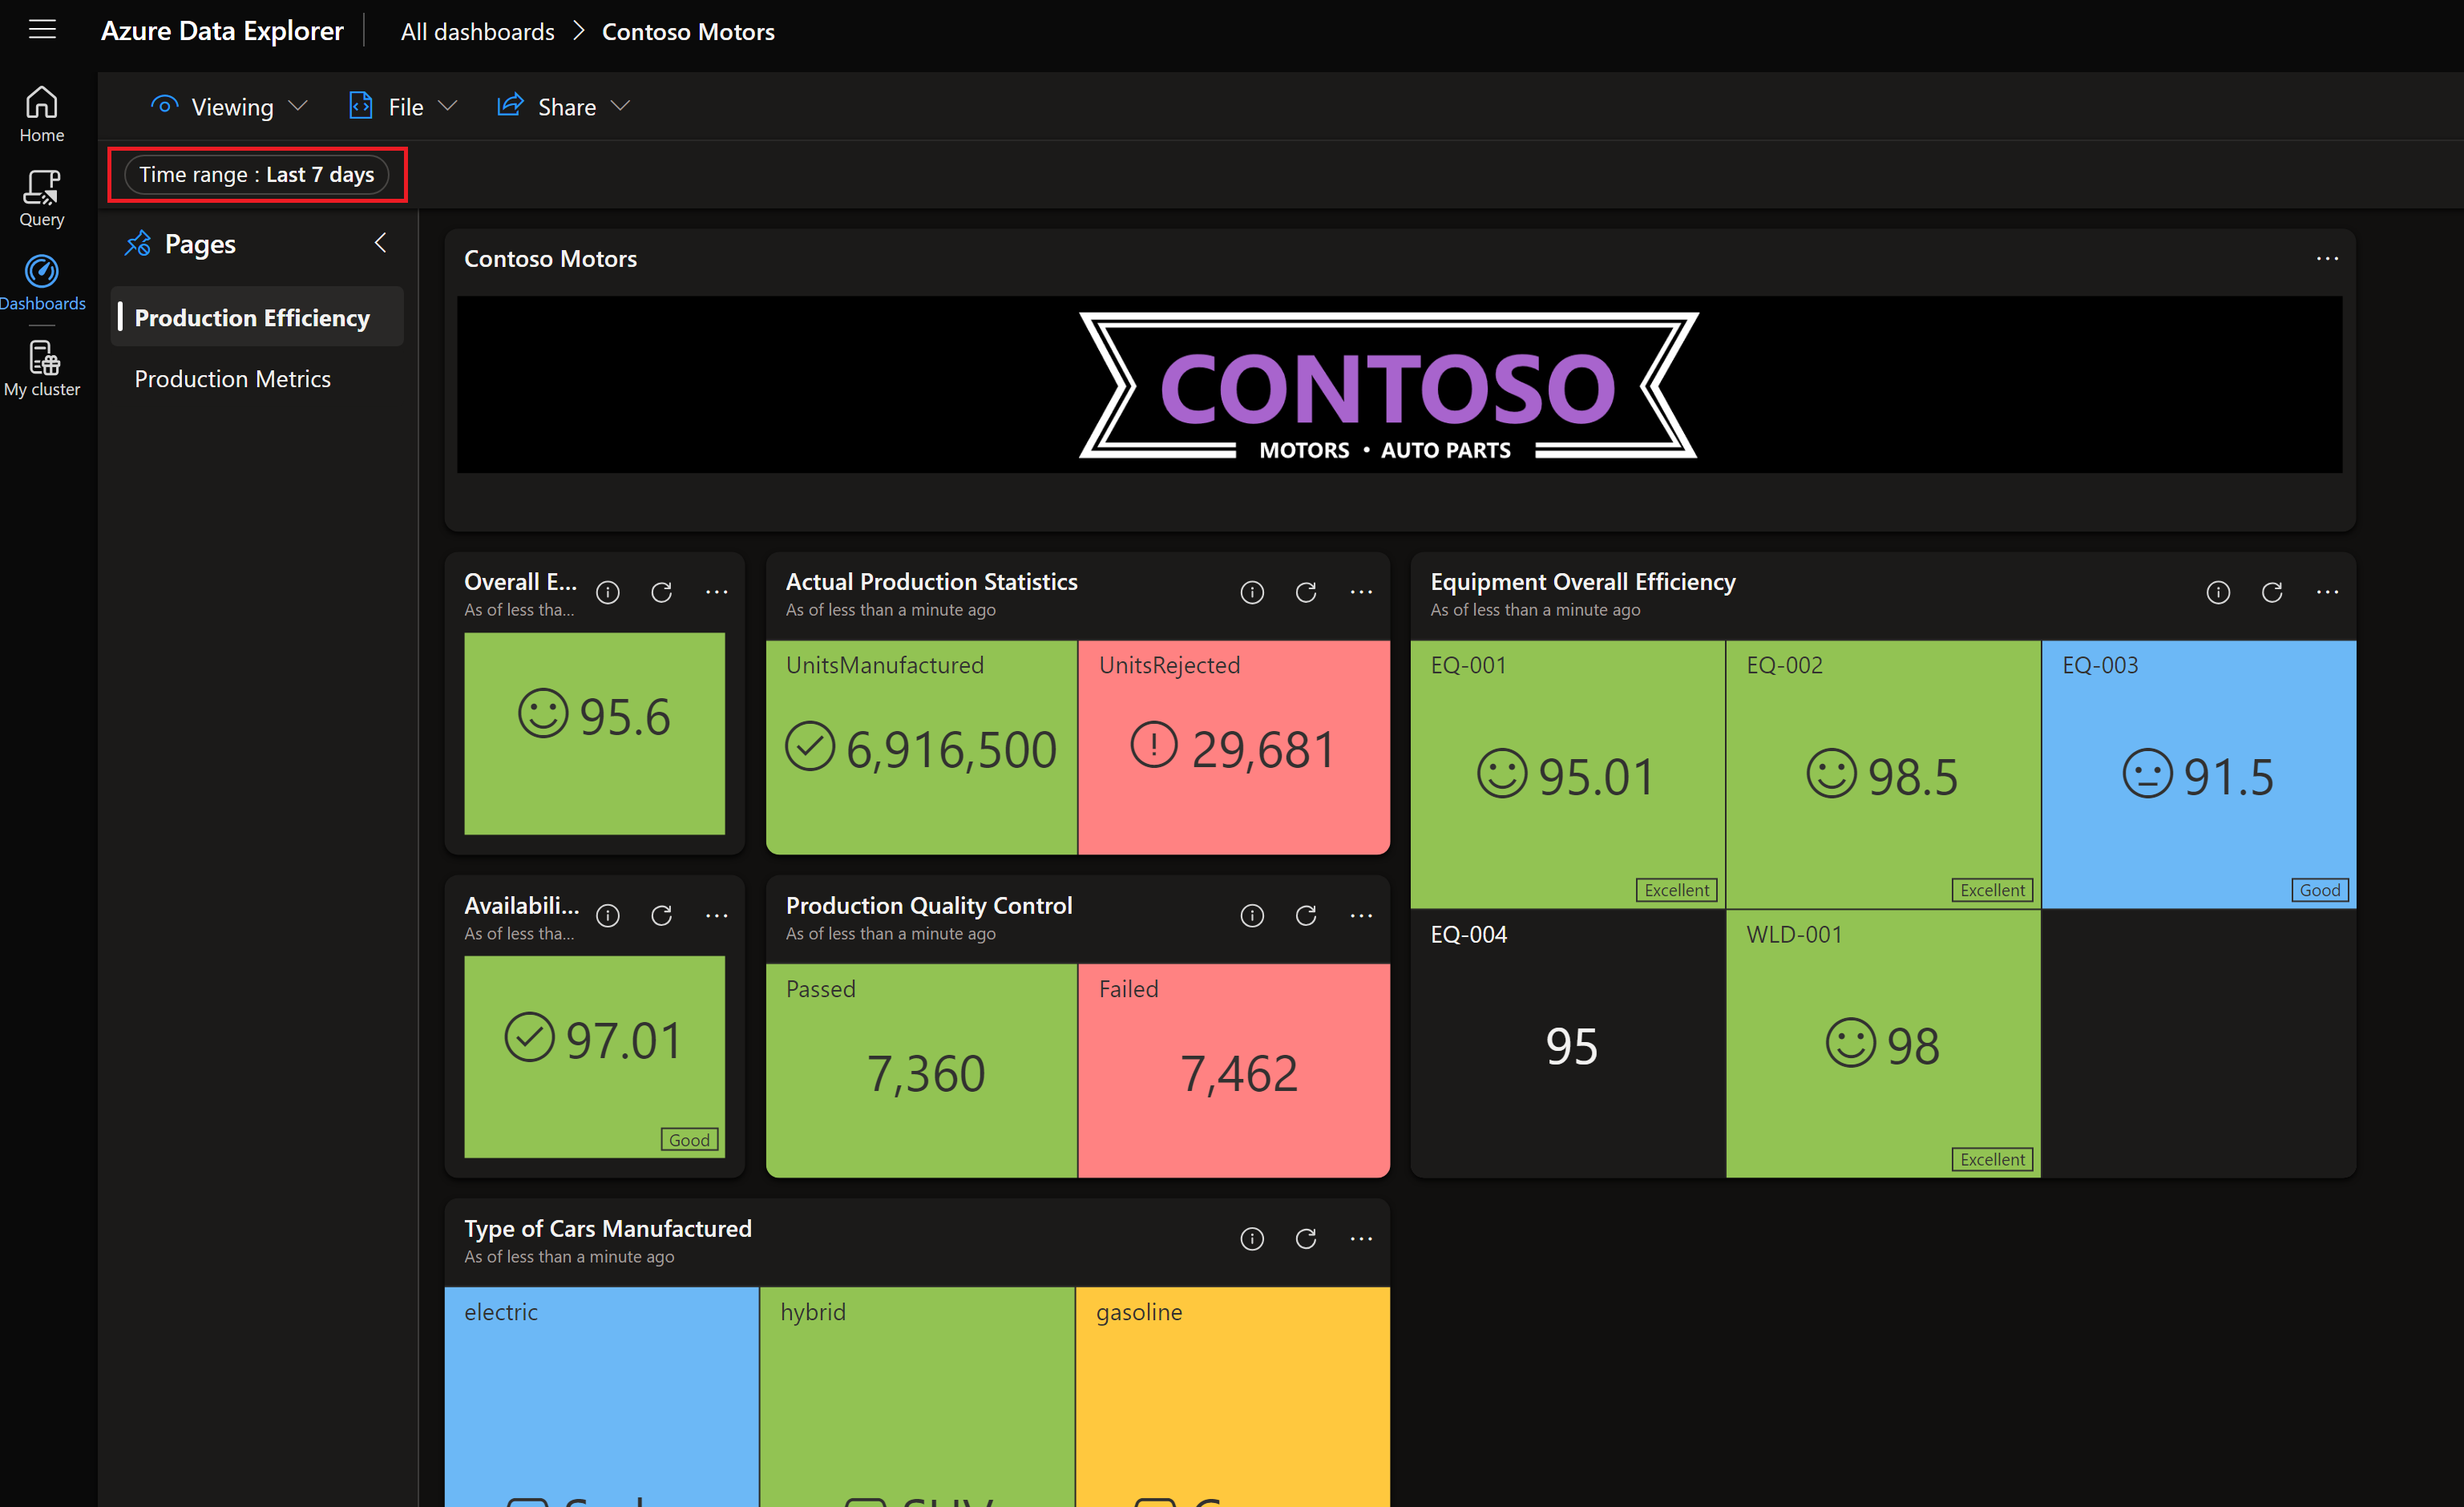 Azure Data Explorer
All dashboards > Contoso Motors
Viewing
File
Share
Home
Query
Dashboards
My cluster
Time range : Last 7 days
Pages
Production Efficiency
Production Metrics
Contoso Motors
CONTOSO
MOTORS • AUTO PARTS
Overall E...
As of less tha...
95.6
Actual Production Statistics
As of less than a minute ago
UnitsManufactured
6,916,500
UnitsRejected
29,681
Equipment Overall Efficiency
As of less than a minute ago
EQ-001
95.01
Excellent
EQ-002
98.5
Excellent
EQ-003
91.5
Good
EQ-004
95
WLD-001
98
Excellent
Availabili...
As of less tha...
97.01
Good
Production Quality Control
As of less than a minute ago
Passed
7,360
Failed
7,462
Type of Cars Manufactured
As of less than a minute ago
electric
hybrid
SUV
gasoline